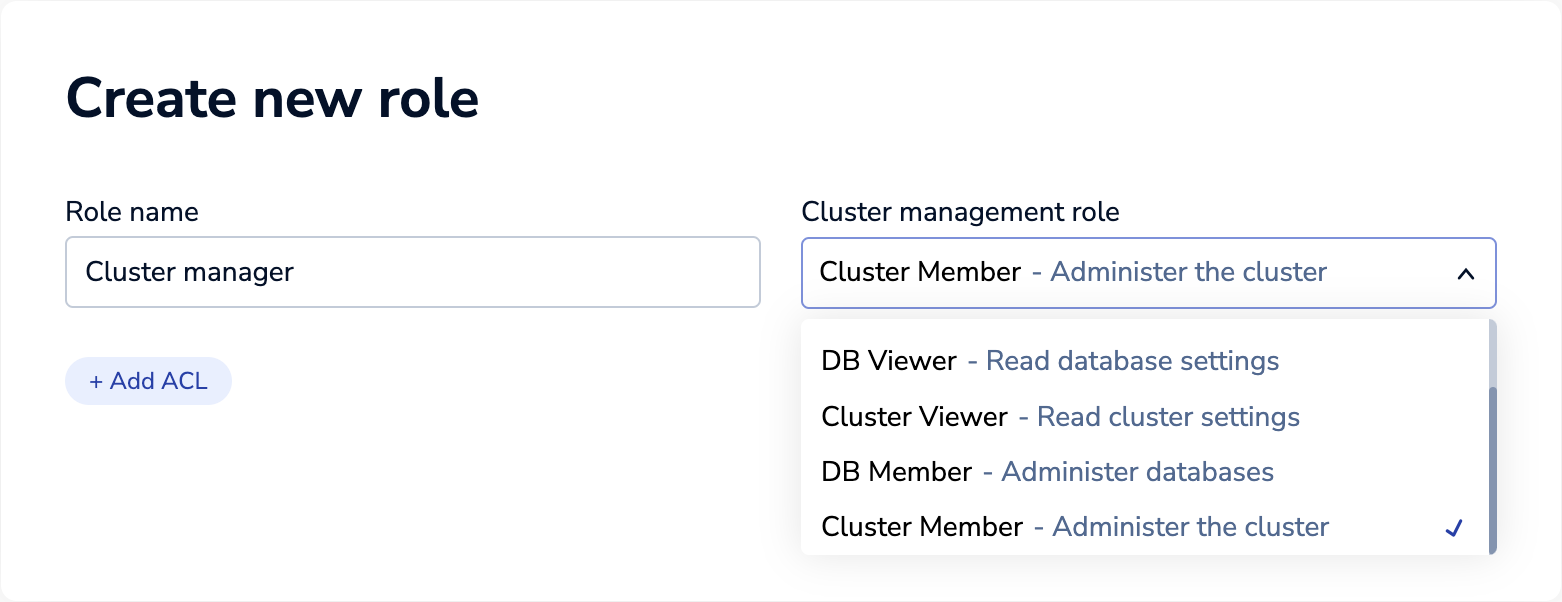 Create new role
Role name
Cluster management role
Cluster manager
Cluster Member - Administer the cluster
+ Add ACL
DB Viewer - Read database settings
Cluster Viewer - Read cluster settings
DB Member - Administer databases
Cluster Member - Administer the cluster